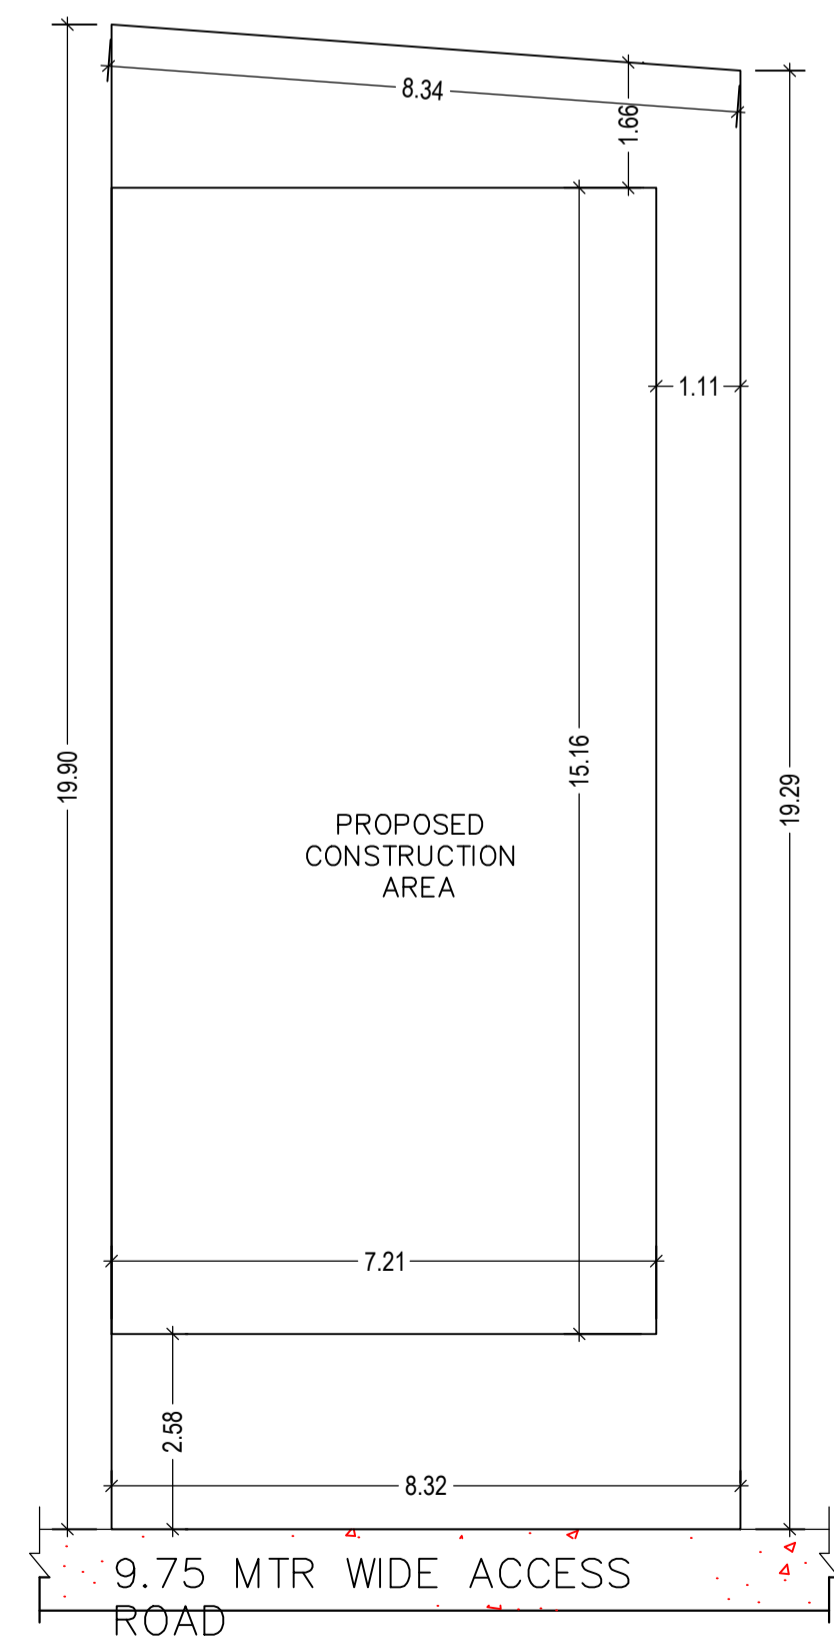 8.34
1.66
1.11
19.90
15.16
19.29
PROPOSED
CONSTRUCTION
AREA
7.21
2.58
8.32
9.75 MTR WIDE ACCESS
ROAD